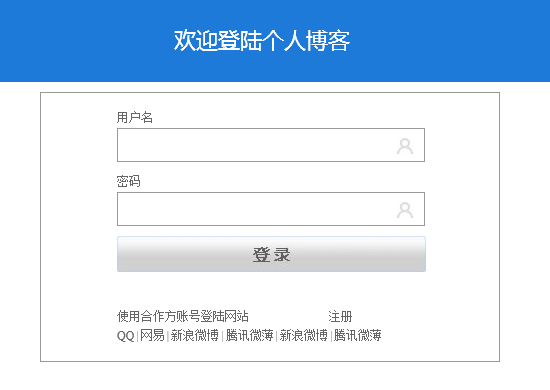 欢迎登陆个人博客
用户名
密码
登录
使用合作方账号登陆网站 注册
QQ|网易|新浪微博|腾讯微薄|新浪微博|腾讯微薄